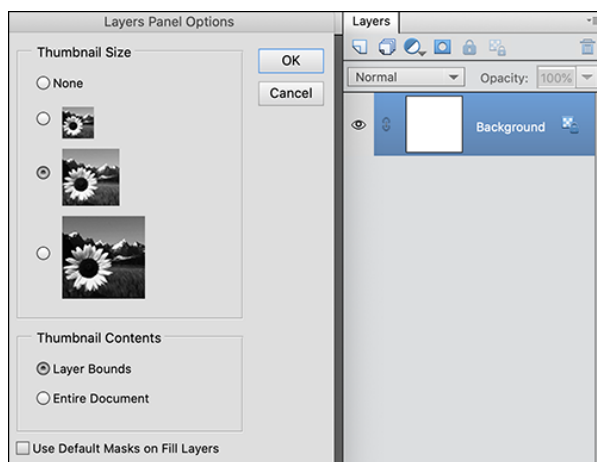 Layers Panel Options
Thumbnail Size
None
OK
Cancel
Thumbnail Contents
Layer Bounds
Entire Document
Use Default Masks on Fill Layers
Layers
Normal
Opacity: 100%
Background